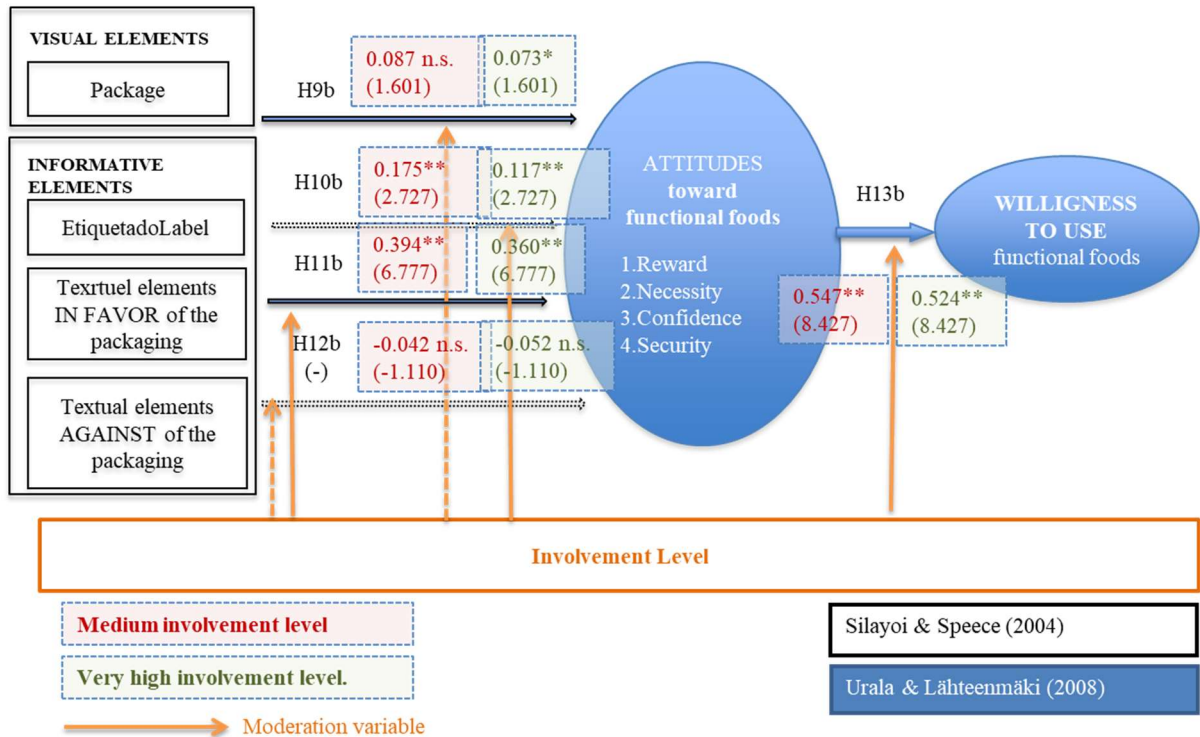 VISUAL ELEMENTS
Package
INFORMATIVE
ELEMENTS
EtiquetadoLabel
Texrtuel elements
IN FAVOR of the
packaging
Textual elements
AGAINST of the
packaging
H9b
0.087 n.s.
(1.601)
0.073*
(1.601)
H10b
0.175**
(2.727)
0.117**
(2.727)
H11b
0.394**
(6.777)
0.360**
(6.777)
H12b
(-)
-0.042 n.s.
(-1.110)
-0.052 n.s.
(-1.110)
ATTITUDES
toward
functional foods
1.Reward
2.Necessity
3.Confidence
4.Security
H13b
0.547**
(8.427)
0.524**
(8.427)
WILLIGNESS
TO USE
functional foods
Involvement Level
Medium involvement level
Very high involvement level.
Moderation variable
Silayoi & Speece (2004)
Urala & Lähteenmäki (2008)